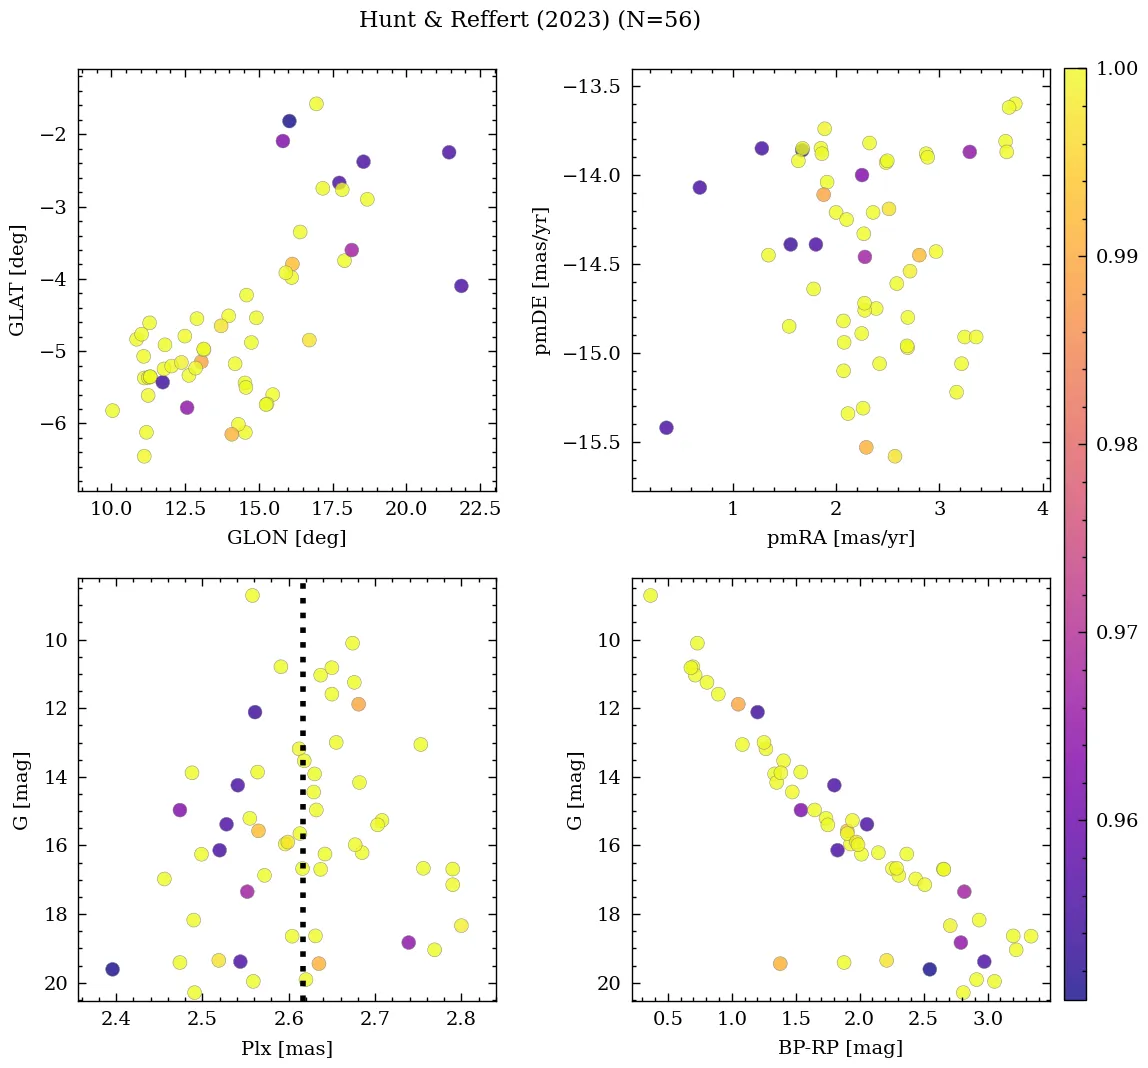 Hunt & Reffert (2023) (N=56)
−2
−3
−4
−5
−6
GLAT [deg]
10.0 12.5 15.0 17.5 20.0 22.5
GLON [deg]
−13.5
−14.0
−14.5
−15.0
−15.5
pmDE [mas/yr]
1 2 3 4
pmRA [mas/yr]
1.00
0.99
0.98
0.97
0.96
10
12
14
16
18
20
G [mag]
2.4 2.5 2.6 2.7 2.8
Plx [mas]
10
12
14
16
18
20
G [mag]
0.5 1.0 1.5 2.0 2.5 3.0
BP-RP [mag]